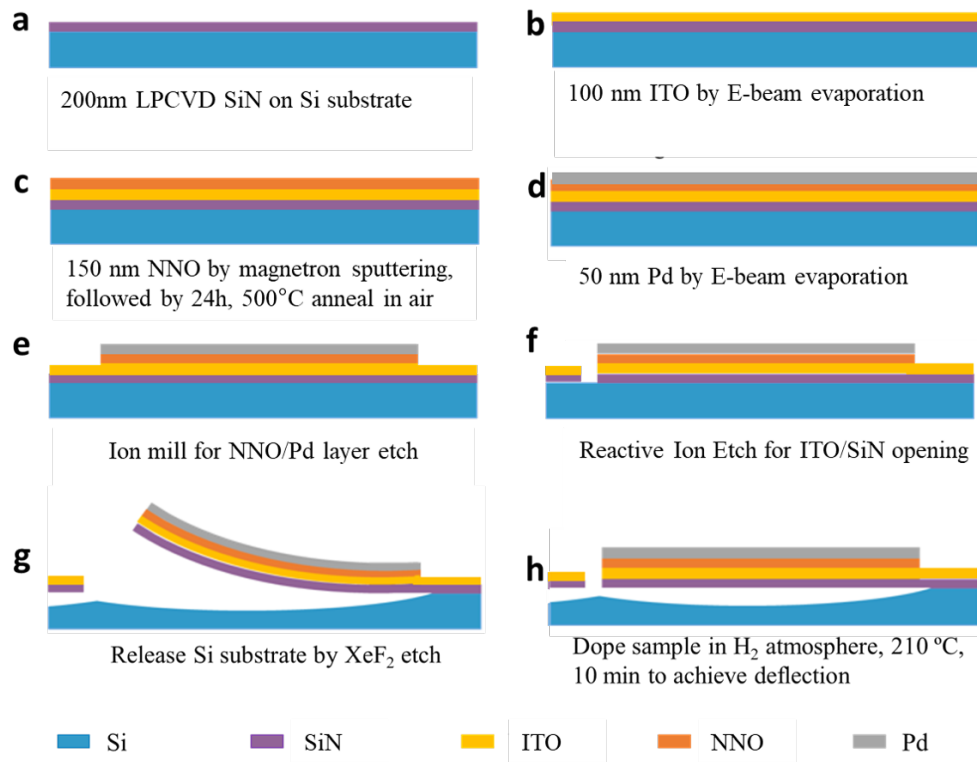 a
200nm LPCVD SiN on Si substrate
b
100 nm ITO by E-beam evaporation
c
150 nm NNO by magnetron sputtering,
followed by 24h, 500°C anneal in air
d
50 nm Pd by E-beam evaporation
e
Ion mill for NNO/Pd layer etch
f
Reactive Ion Etch for ITO/SiN opening
g
Release Si substrate by XeF₂ etch
h
Dope sample in H₂ atmosphere, 210 ºC,
10 min to achieve deflection
Si SiN ITO NNO Pd